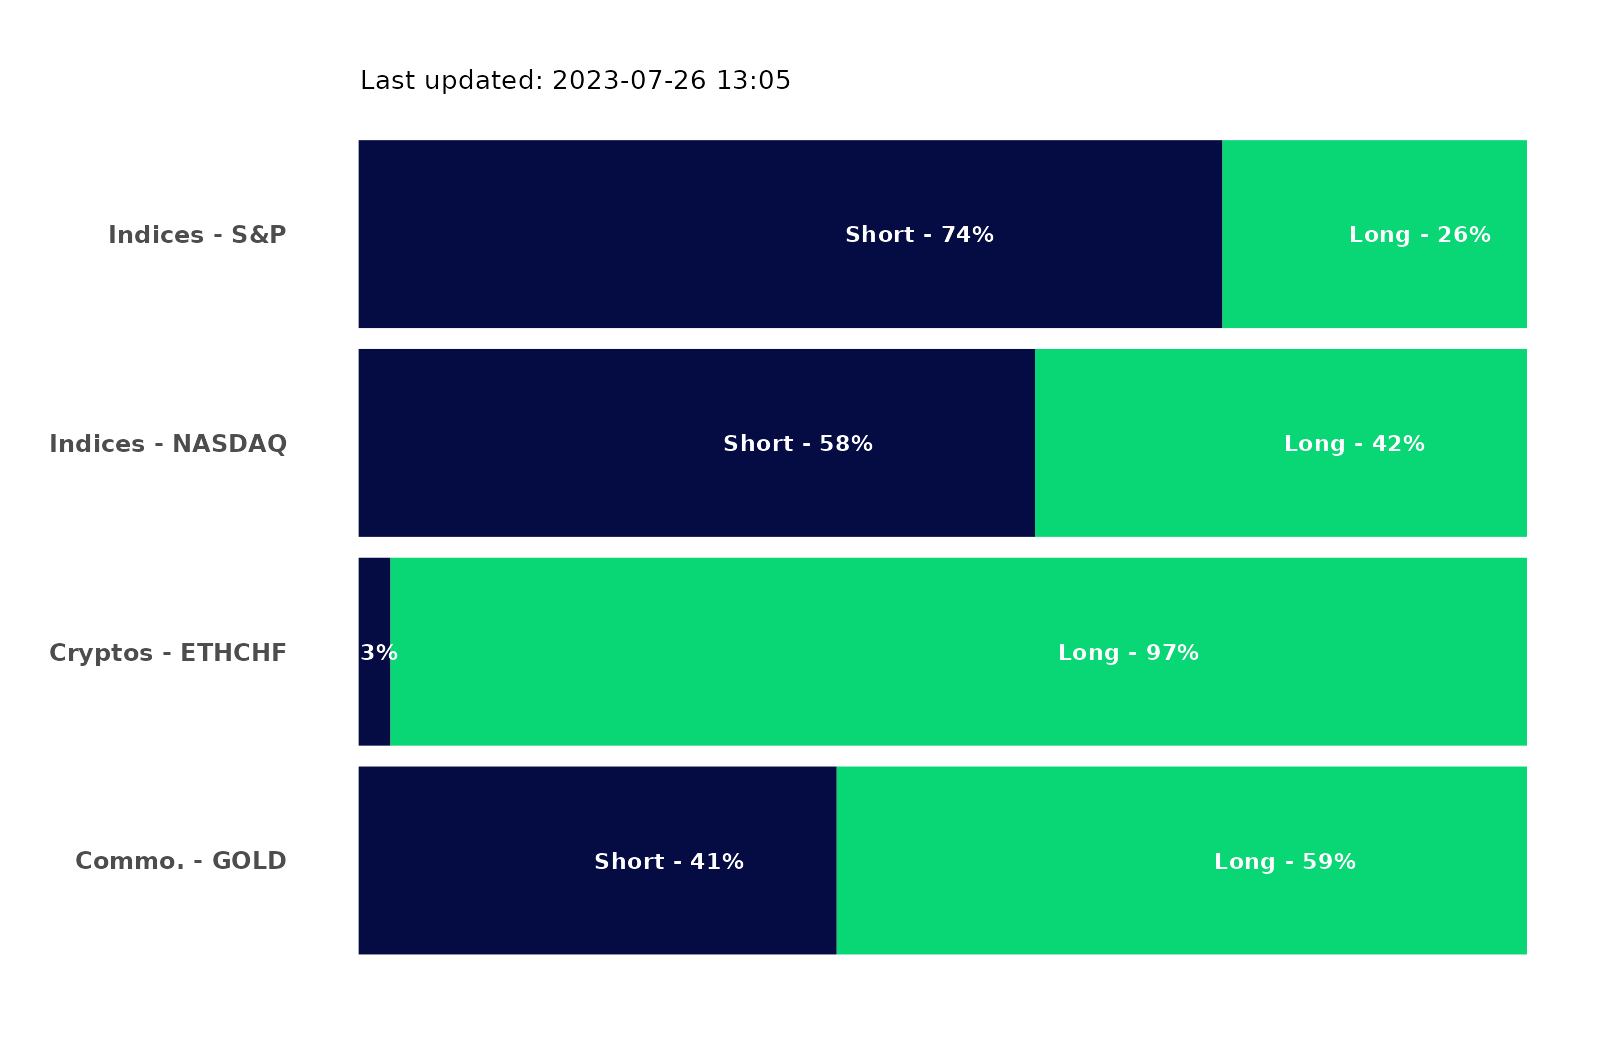 Last updated: 2023-07-26 13:05
Indices - S&P Short - 74% Long - 26%
Indices - NASDAQ Short - 58% Long - 42%
Cryptos - ETHCHF 3% Long - 97%
Commo. - GOLD Short - 41% Long - 59%